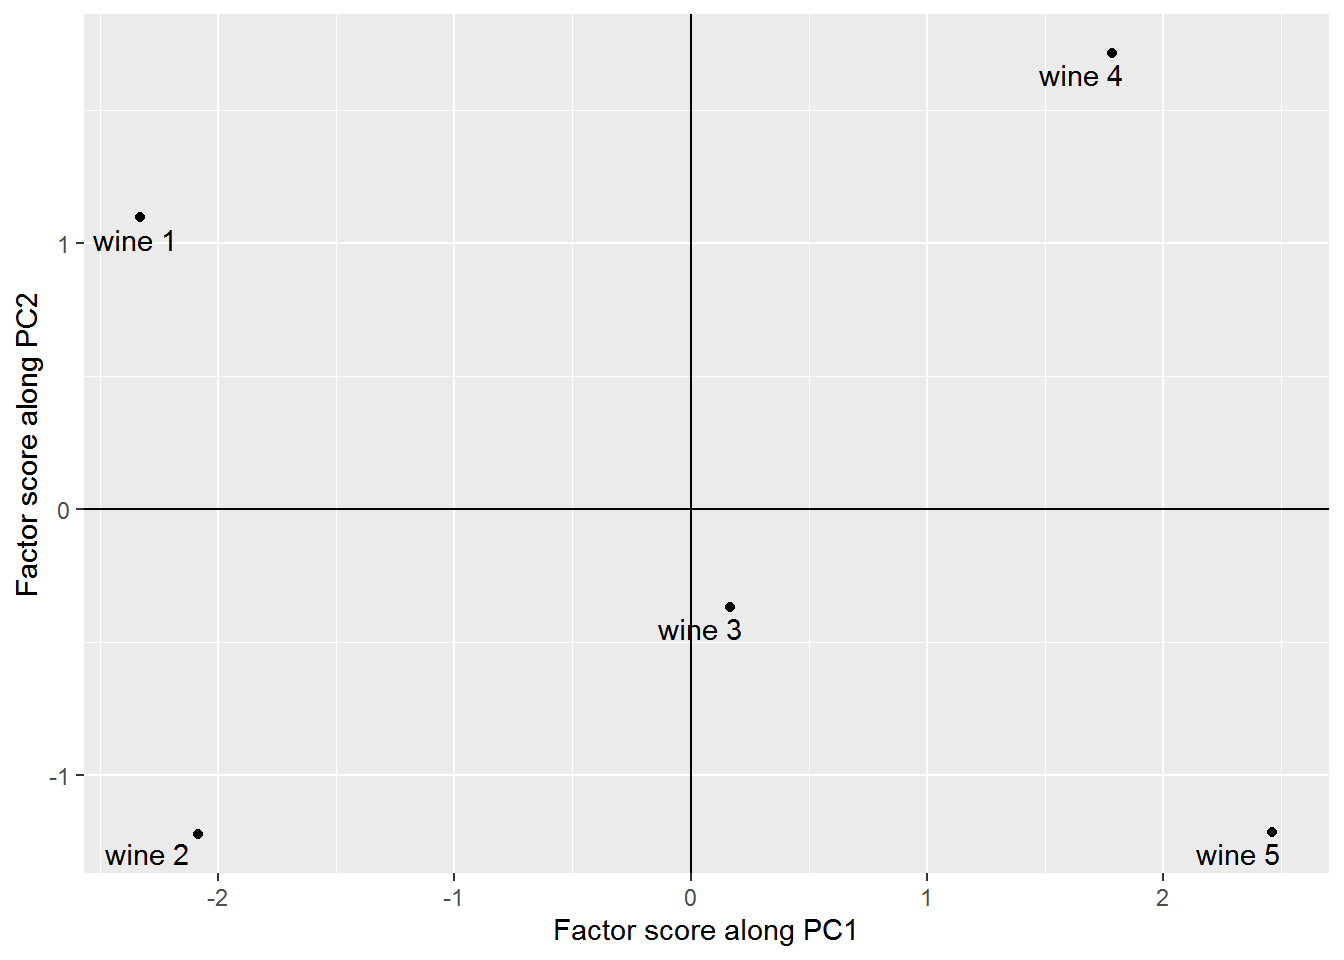 wine 4
wine 1
wine 3
wine 2
wine 5
1
0
-1
-2
-1
0
1
2
Factor score along PC1
Factor score along PC2